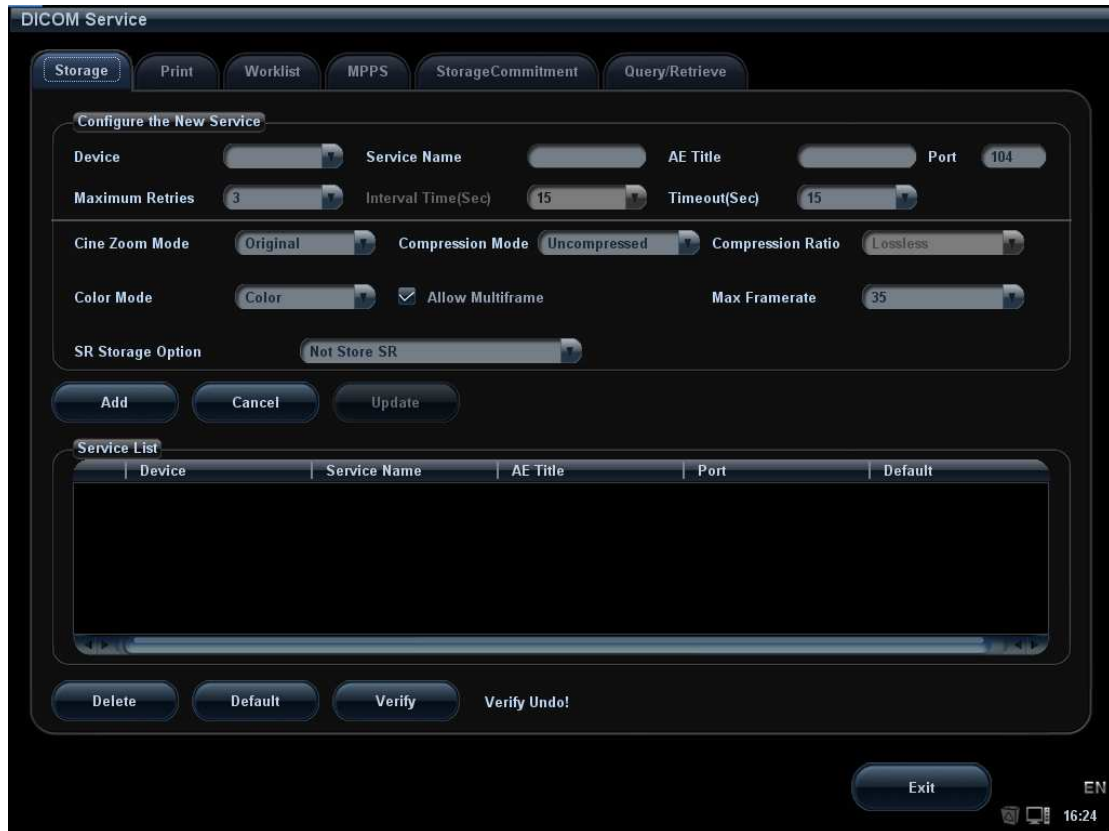 DICOM Service
Storage Print Worklist MPPS StorageCommitment Query/Retrieve
Configure the New Service
Device Service Name AE Title Port 104
Maximum Retries 3 Interval Time(Sec) 15 Timeout(Sec) 15
Cine Zoom Mode Original Compression Mode Uncompressed Compression Ratio Lossless
Color Mode Color Allow Multiframe Max Framerate 35
SR Storage Option Not Store SR
Add Cancel Update
Service List
Device Service Name AE Title Port Default
Delete Default Verify Verify Undo!
Exit
EN
16:24